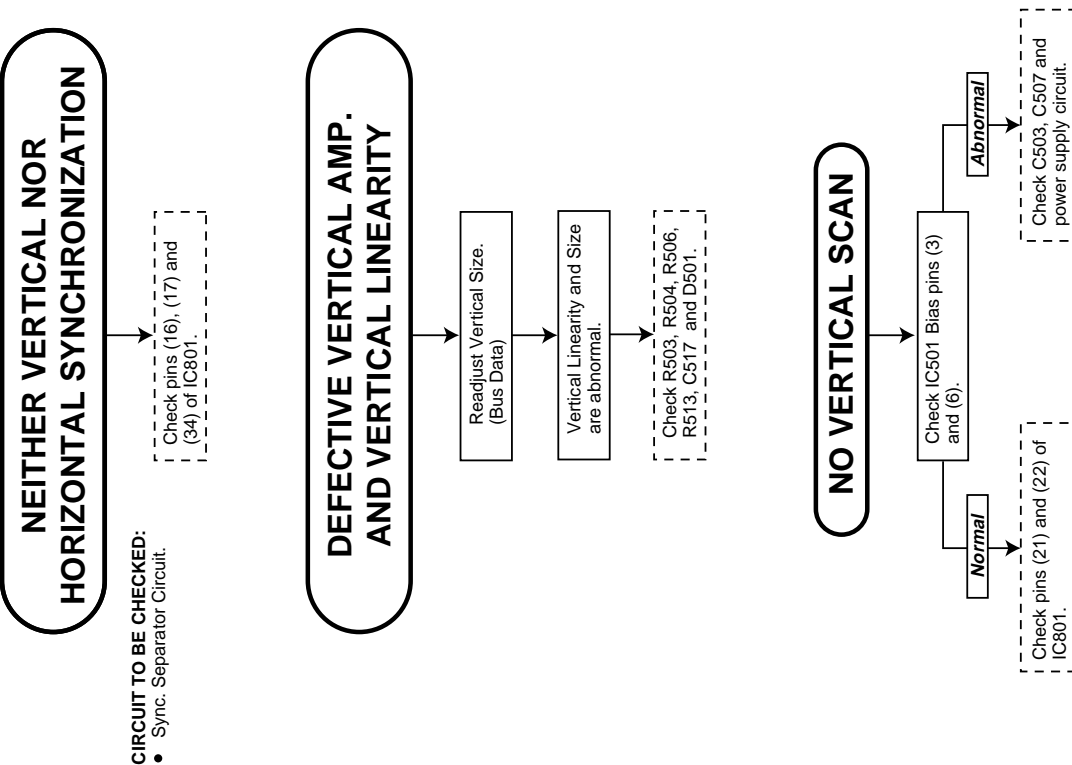 NEITHER VERTICAL NOR
HORIZONTAL SYNCHRONIZATION
CIRCUIT TO BE CHECKED:
● Sync. Separator Circuit.
Check pins (16), (17) and
(34) of IC801.
DEFECTIVE VERTICAL AMP.
AND VERTICAL LINEARITY
Readjust Vertical Size.
(Bus Data)
Vertical Linearity and Size
are abnormal.
Check R503, R504, R506,
R513, C517 and D501.
NO VERTICAL SCAN
Check IC501 Bias pins (3)
and (6).
Normal
Abnormal
Check pins (21) and (22) of
IC801.
Check C503, C507 and
power supply circuit.